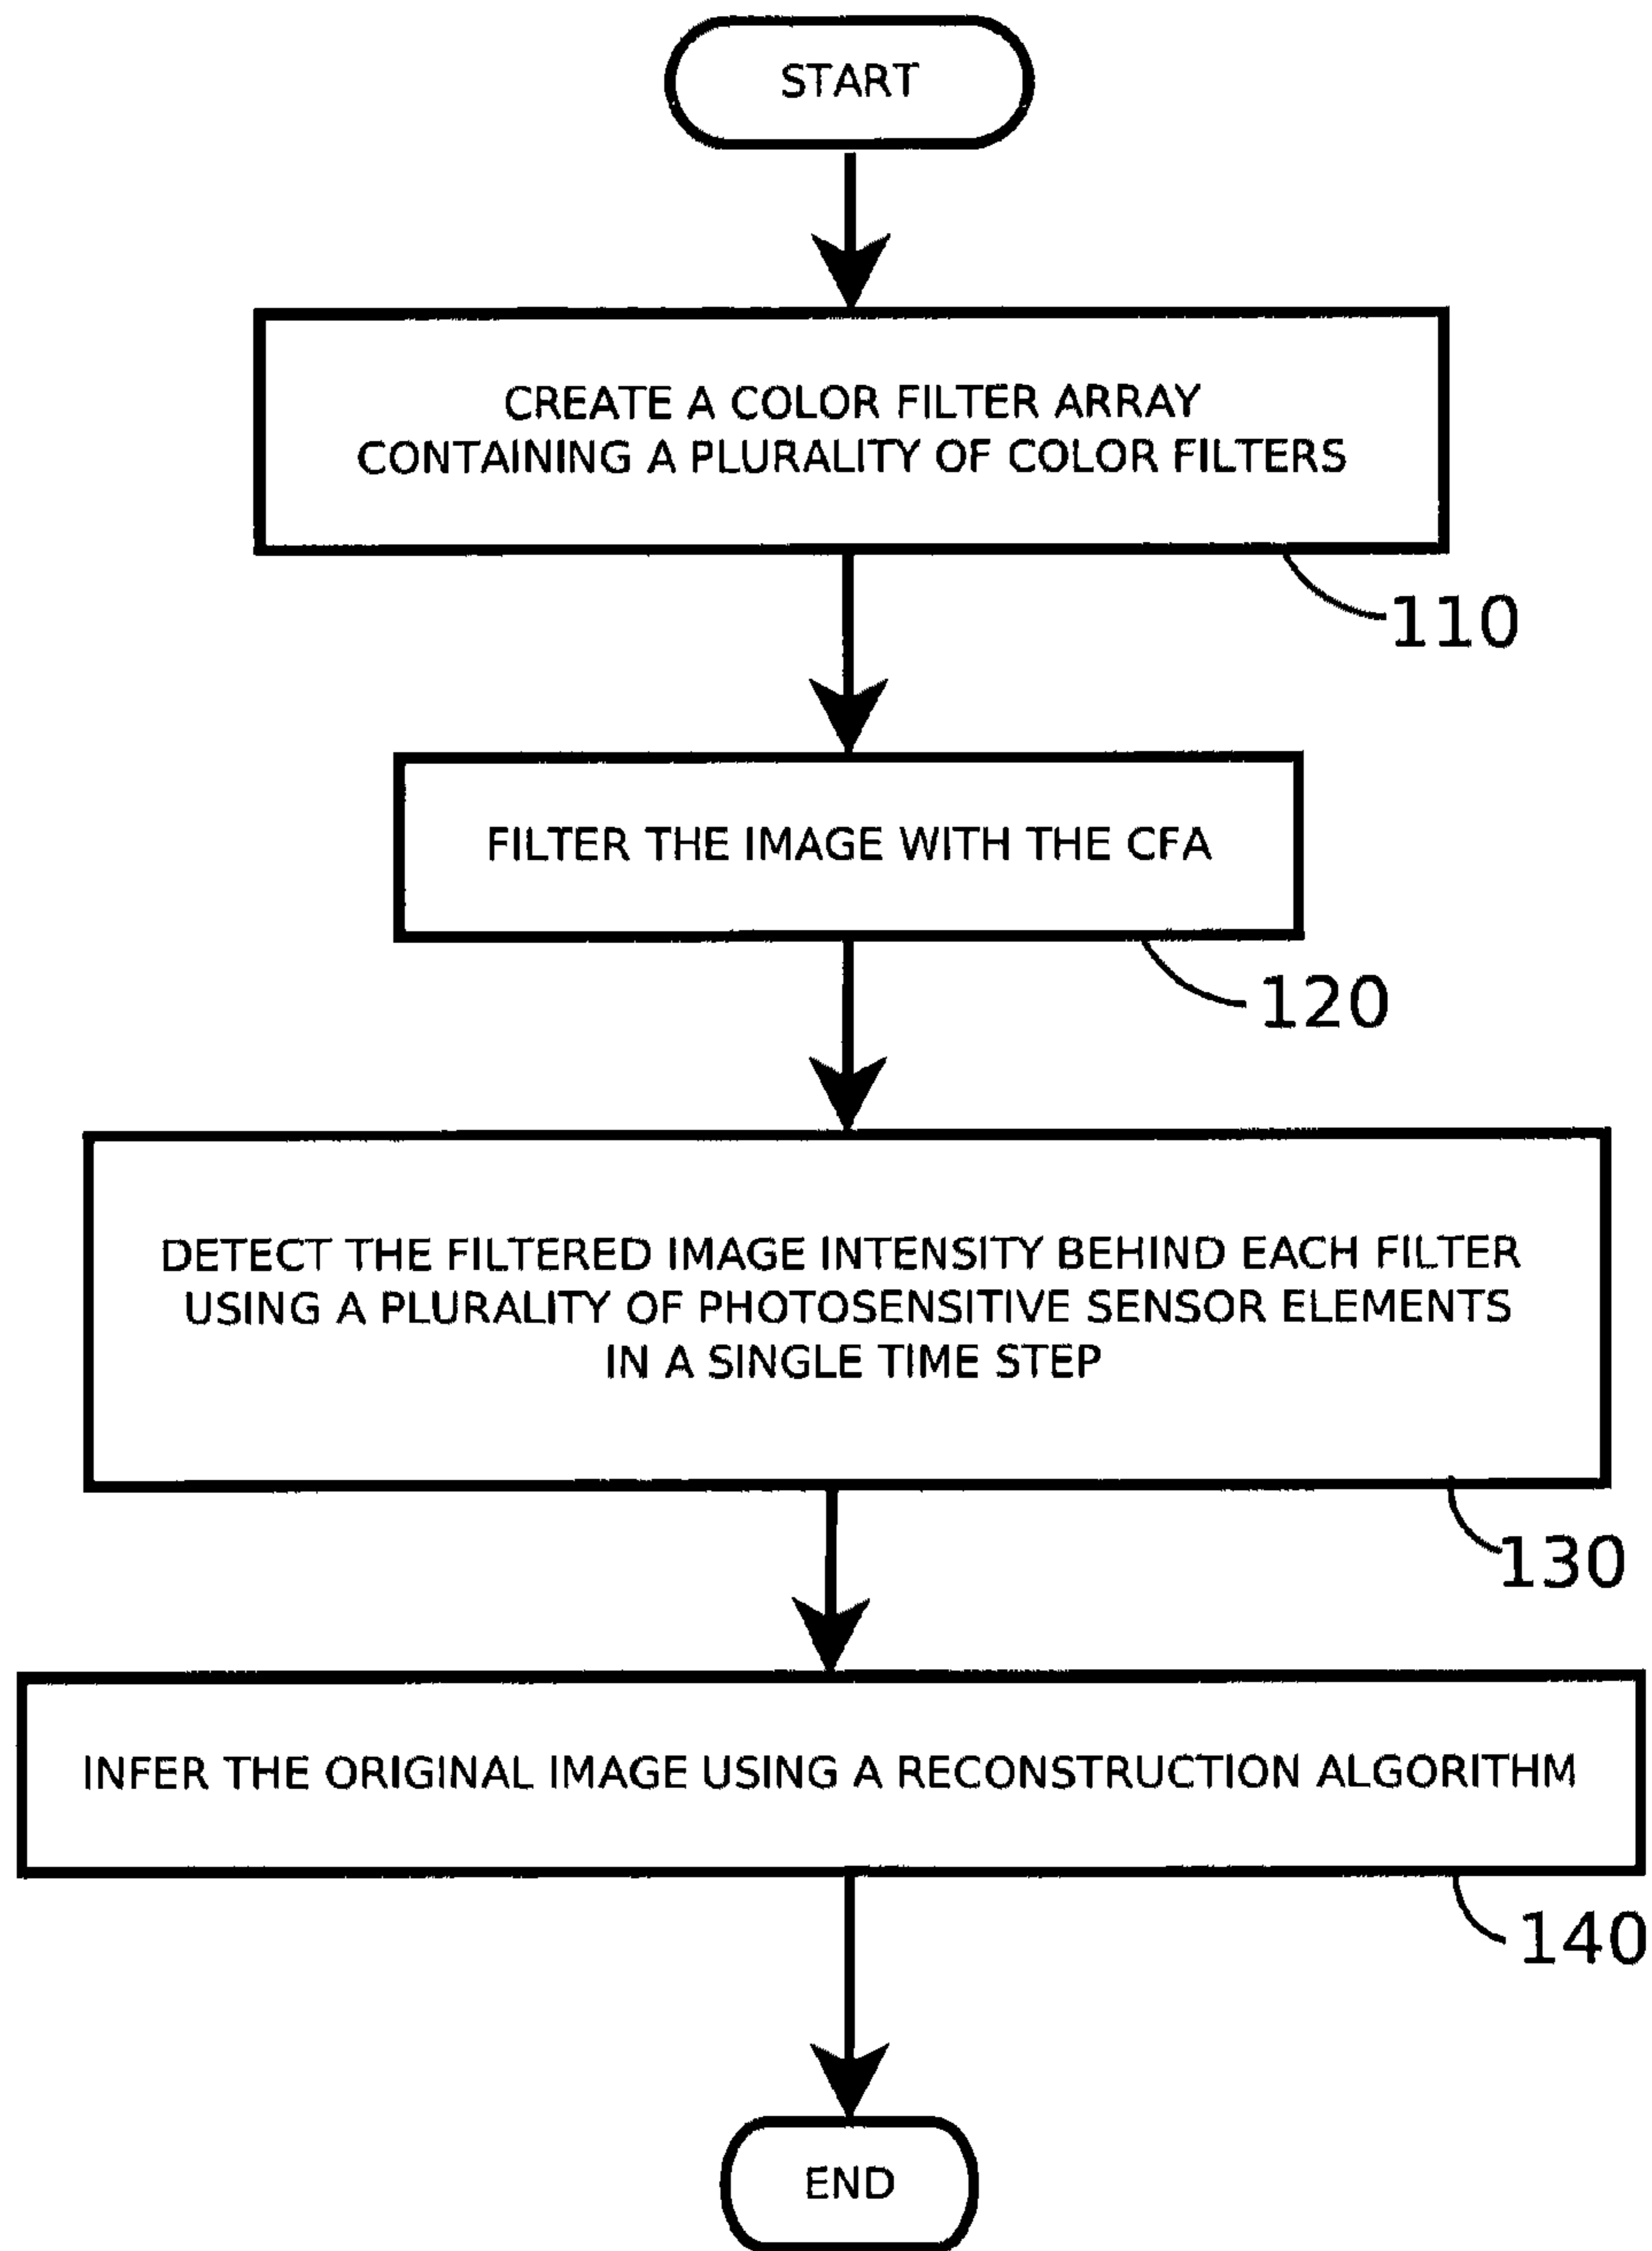 START
CREATE A COLOR FILTER ARRAY
CONTAINING A PLURALITY OF COLOR FILTERS
110
FILTER THE IMAGE WITH THE CFA
120
DETECT THE FILTERED IMAGE INTENSITY BEHIND EACH FILTER
USING A PLURALITY OF PHOTOSENSITIVE SENSOR ELEMENTS
IN A SINGLE TIME STEP
130
INFER THE ORIGINAL IMAGE USING A RECONSTRUCTION ALGORITHM
140
END